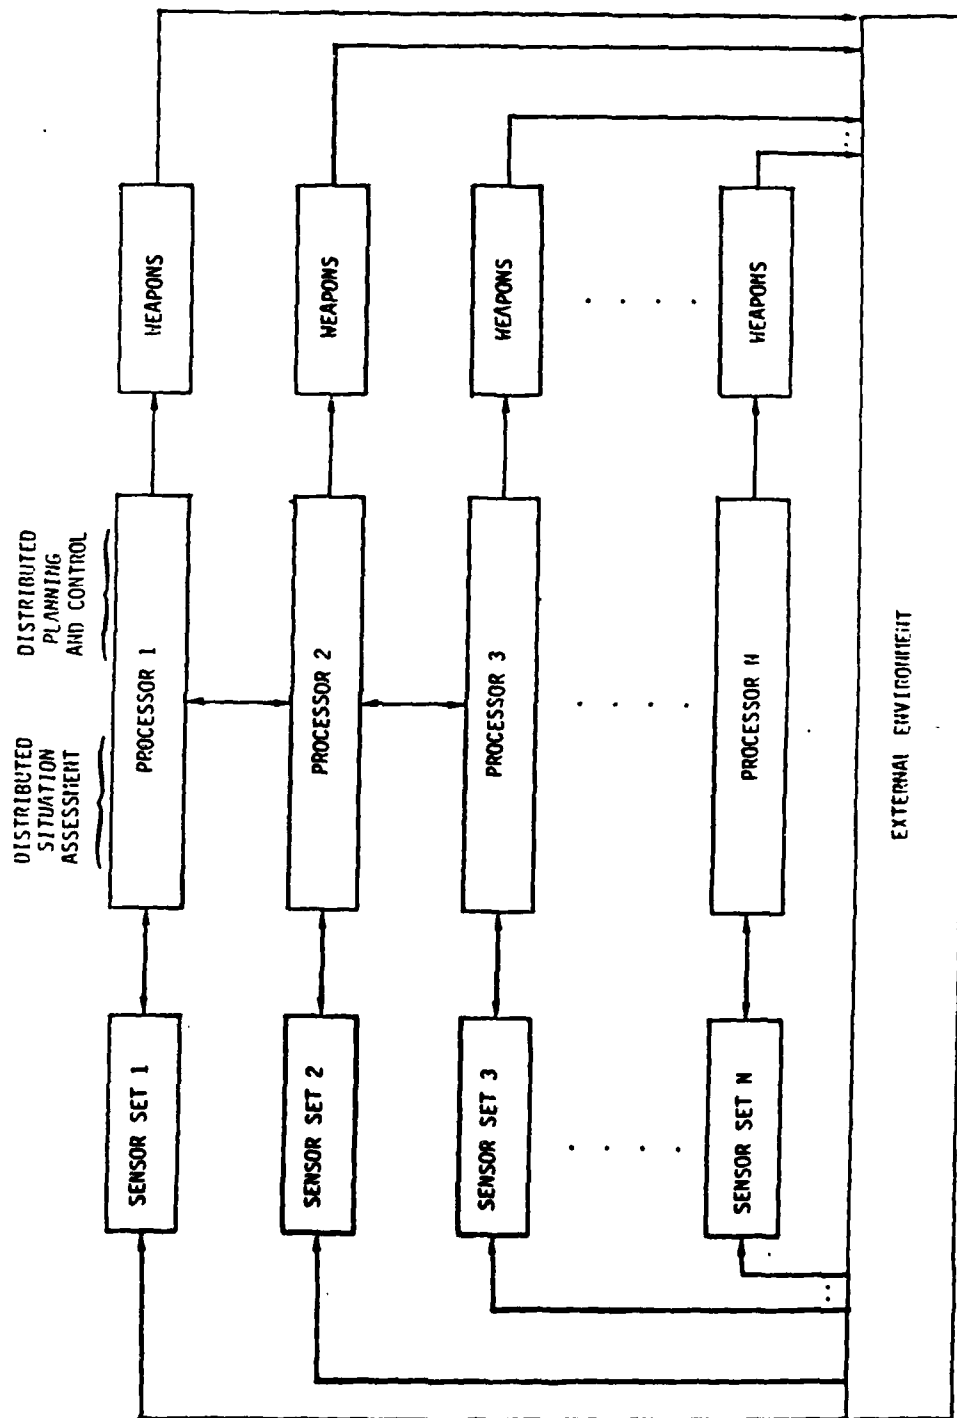 DISTRIBUTED
SITUATION
ASSESSMENT
DISTRIBUTED
PLANNING
AND CONTROL
SENSOR SET 1
PROCESSOR 1
WEAPONS
SENSOR SET 2
PROCESSOR 2
WEAPONS
SENSOR SET 3
PROCESSOR 3
WEAPONS
SENSOR SET N
PROCESSOR N
WEAPONS
EXTERNAL ENVIRONMENT